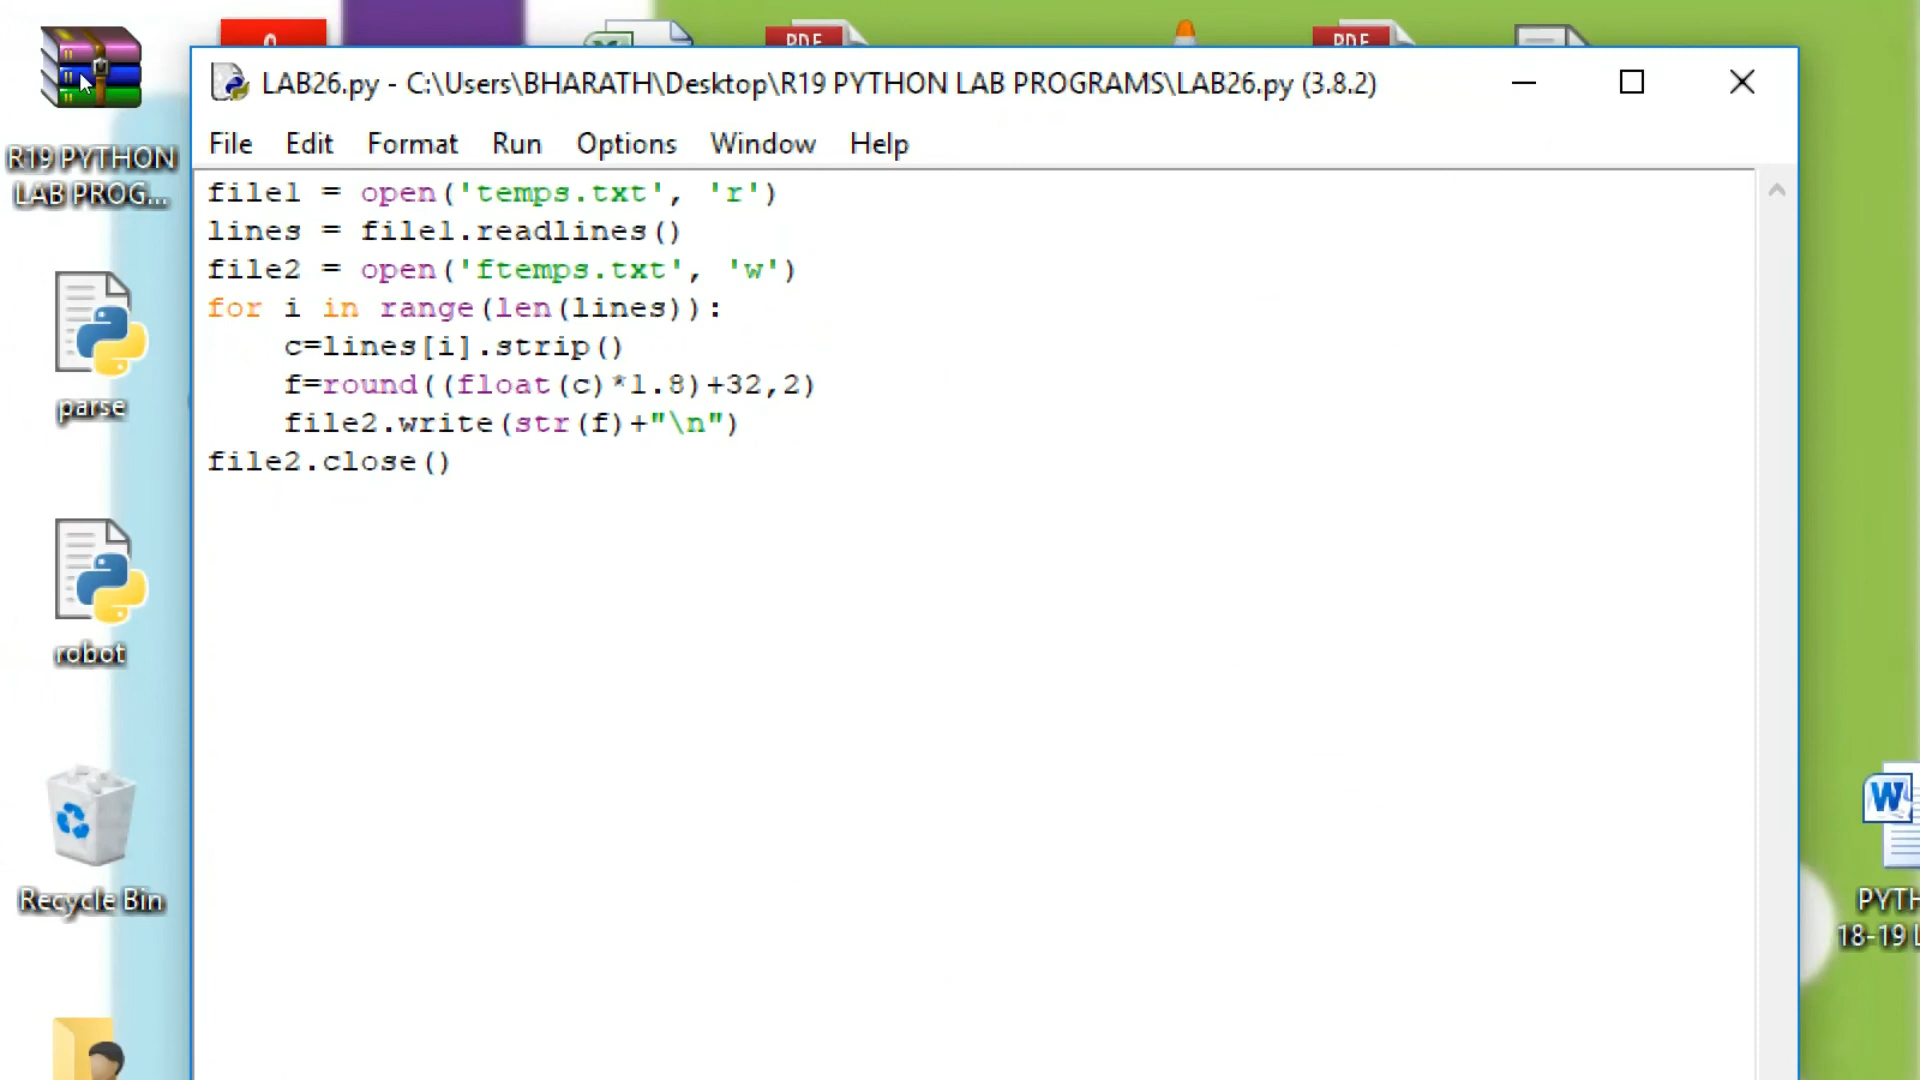 PDF
PDF
LAB26.py - C:\Users\BHARATH\Desktop\R19 PYTHON LAB PROGRAMS\LAB26.py (3.8.2)
File Edit Format Run Options Window Help
file1 = open('temps.txt', 'r')
lines = file1.readlines()
file2 = open('ftemps.txt', 'w')
for i in range(len(lines)):
    c=lines[i].strip()
    f=round((float(c)*1.8)+32,2)
    file2.write(str(f)+"\n")
file2.close()
R19 PYTHON
LAB PROG...
parse
robot
Recycle Bin
W
PYTH
18-19 L